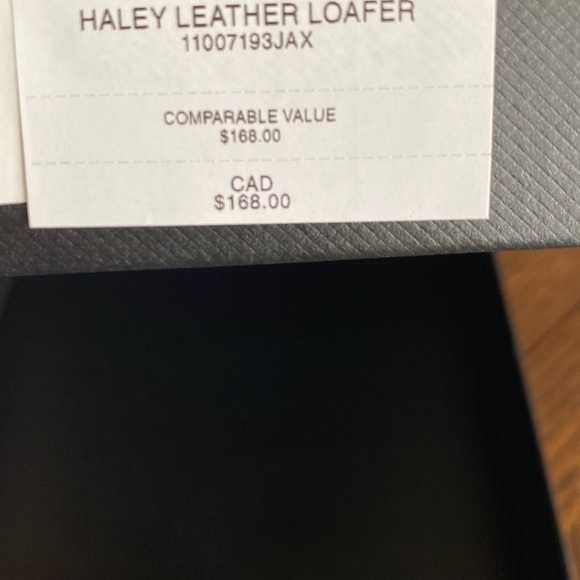 HALEY LEATHER LOAFER
11007193JAX
COMPARABLE VALUE
$168.00
CAD
$168.00